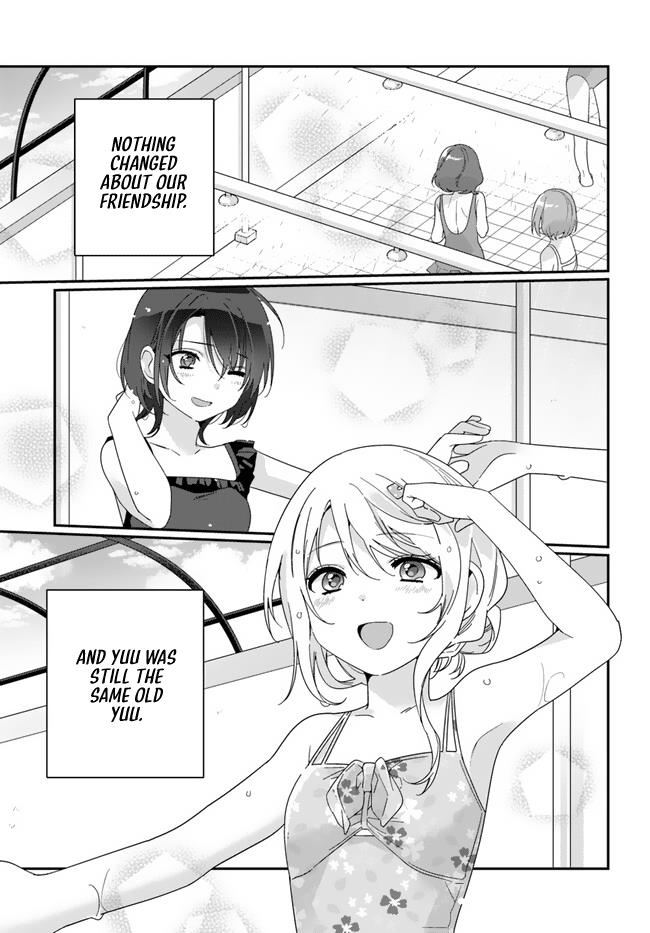 NOTHING
CHANGED
ABOUT OUR
FRIENDSHIP.
AND YUU WAS
STILL THE
SAME OLD
YUU.